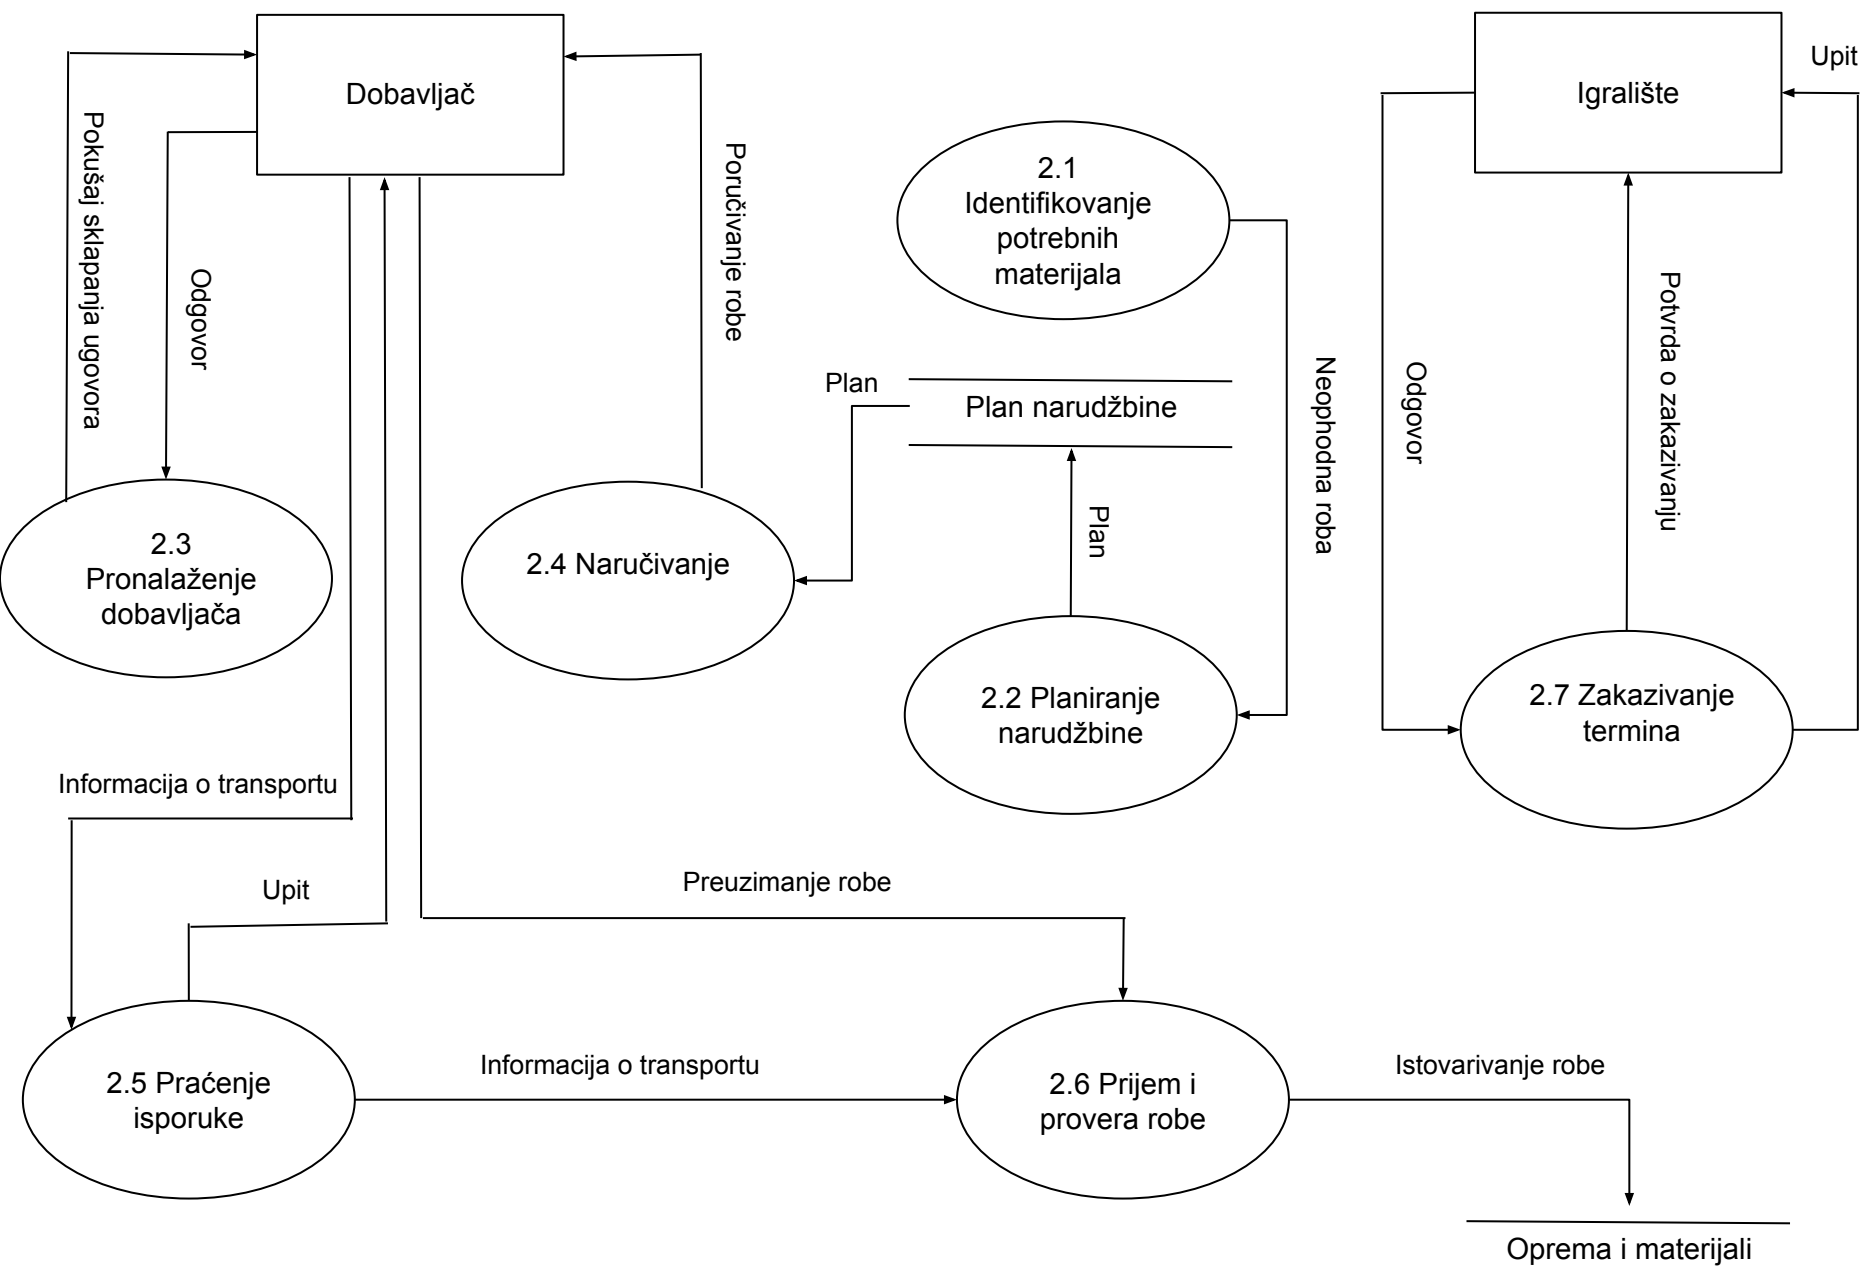 Dobavljač
Igralište
Upit
Pokušaj sklapanja ugovora
Odgovor
Poručivanje robe
2.1
Identifikovanje
potrebnih
materijala
Neophodna roba
Odgovor
Potvrda o zakazivanju
Plan
Plan narudžbine
Plan
2.3
Pronalaženje
dobavljača
2.4 Naručivanje
2.2 Planiranje
narudžbine
2.7 Zakazivanje
termina
Informacija o transportu
Upit
Preuzimanje robe
2.5 Praćenje
isporuke
Informacija o transportu
2.6 Prijem i
provera robe
Istovarivanje robe
Oprema i materijali